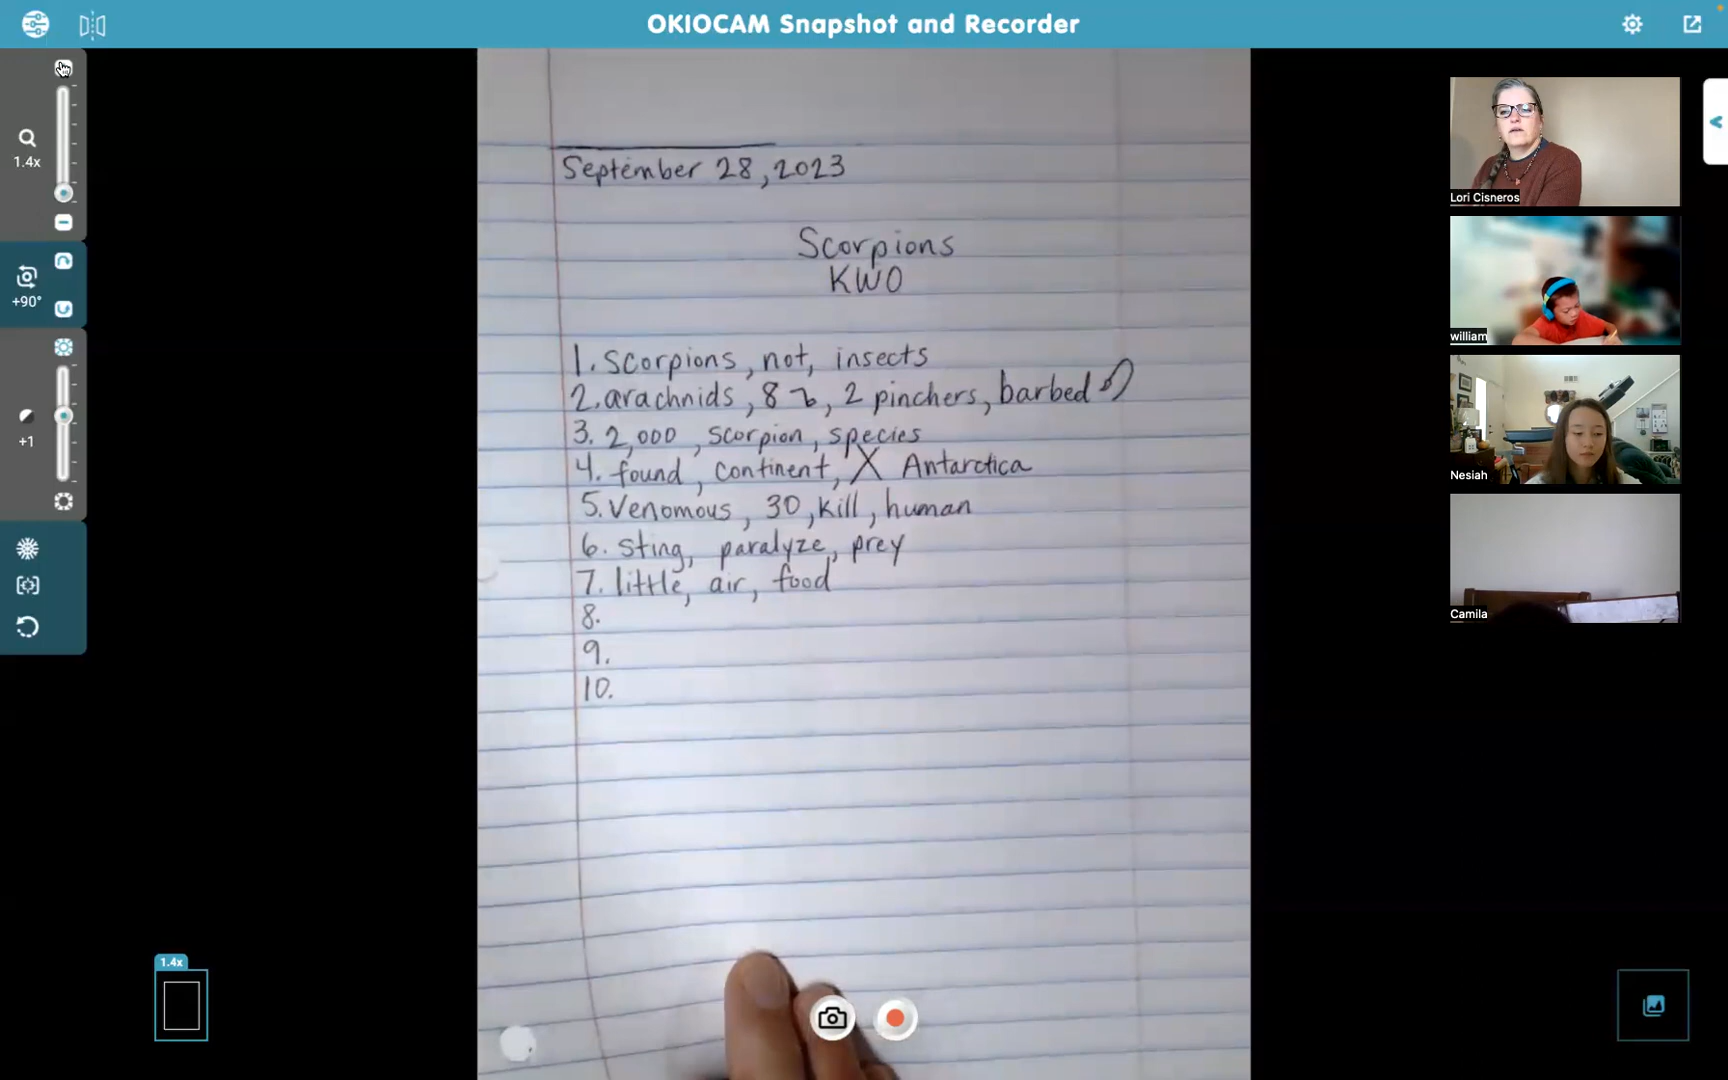 OKIOCAM Snapshot and Recorder
1.4x
+90°
+1
September 28, 2023
Scorpions
KWO
1. scorpions, not, insects
2. arachnids, 8, 2 pinchers, barbed
3. 2,000, scorpion, species
4. found, continent, X Antarctica
5. Venomous, 30, kill, human
6. sting, paralyze, prey
7. little, air, food
8.
9.
10.
1.4x
Lori Cisneros
william
Nesiah
Camila